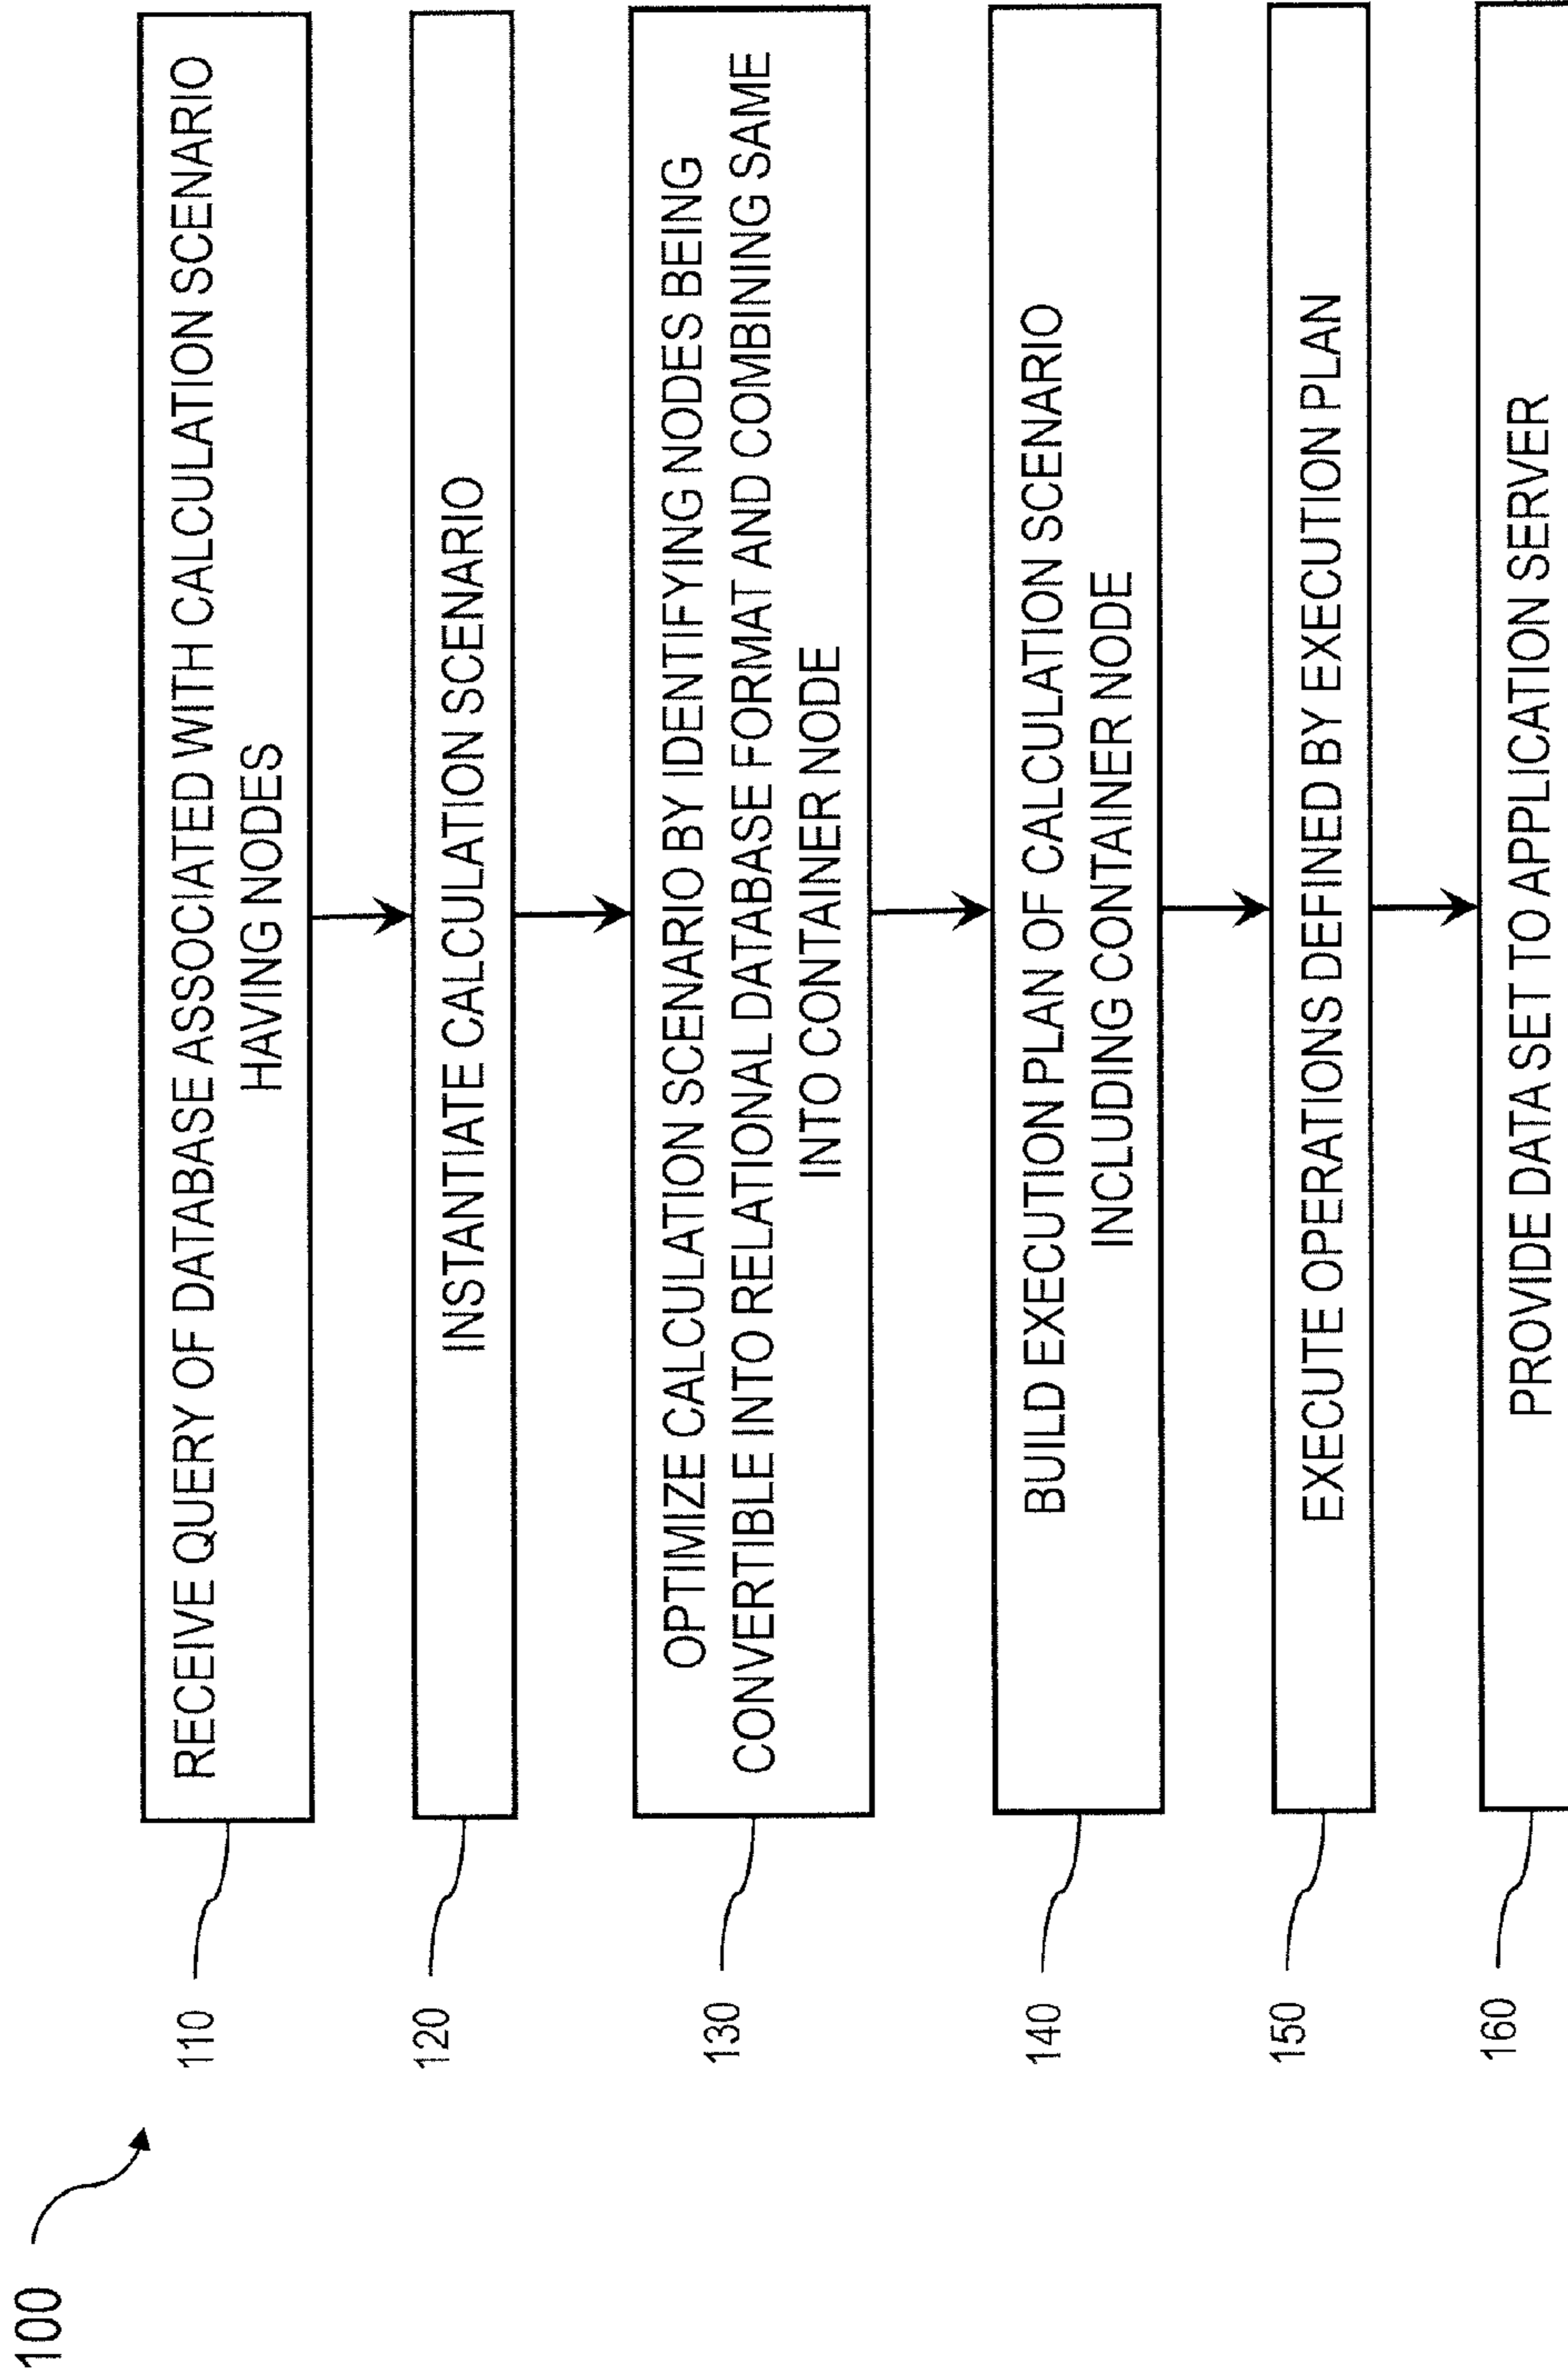 100
110
RECEIVE QUERY OF DATABASE ASSOCIATED WITH CALCULATION SCENARIO
HAVING NODES
120
INSTANTIATE CALCULATION SCENARIO
130
OPTIMIZE CALCULATION SCENARIO BY IDENTIFYING NODES BEING
CONVERTIBLE INTO RELATIONAL DATABASE FORMAT AND COMBINING SAME
INTO CONTAINER NODE
140
BUILD EXECUTION PLAN OF CALCULATION SCENARIO
INCLUDING CONTAINER NODE
150
EXECUTE OPERATIONS DEFINED BY EXECUTION PLAN
160
PROVIDE DATA SET TO APPLICATION SERVER